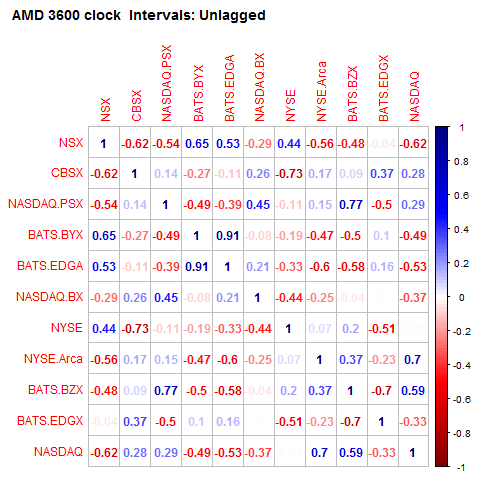 AMD 3600 clock Intervals: Unlagged
NSX CBSX NASDAQ.PSX BATS.BYX BATS.EDGA NASDAQ.BX NYSE NYSE.Arca BATS.BZX BATS.EDGX NASDAQ
NSX 1 -0.62 -0.54 0.65 0.53 -0.29 0.44 -0.56 -0.48 -0.04 -0.62
CBSX -0.62 1 0.14 -0.27 -0.11 0.26 -0.73 0.17 0.09 0.37 0.28
NASDAQ.PSX -0.54 0.14 1 -0.49 -0.39 0.45 -0.11 0.15 0.77 -0.5 0.29
BATS.BYX 0.65 -0.27 -0.49 1 0.91 -0.08 -0.19 -0.47 -0.5 0.1 -0.49
BATS.EDGA 0.53 -0.11 -0.39 0.91 1 0.21 -0.33 -0.6 -0.58 0.16 -0.53
NASDAQ.BX -0.29 0.26 0.45 -0.08 0.21 1 -0.44 -0.25 -0.04 -0.37
NYSE 0.44 -0.73 -0.11 -0.19 -0.33 -0.44 1 0.07 0.2 -0.51
NYSE.Arca -0.56 0.17 0.15 -0.47 -0.6 -0.25 0.07 1 0.37 -0.23 0.7
BATS.BZX -0.48 0.09 0.77 -0.5 -0.58 -0.04 0.2 0.37 1 -0.7 0.59
BATS.EDGX -0.04 0.37 -0.5 0.1 0.16 -0.51 -0.23 -0.7 1 -0.33
NASDAQ -0.62 0.28 0.29 -0.49 -0.53 -0.37 0.7 0.59 -0.33 1
1
0.8
0.6
0.4
0.2
0
-0.2
-0.4
-0.6
-0.8
-1